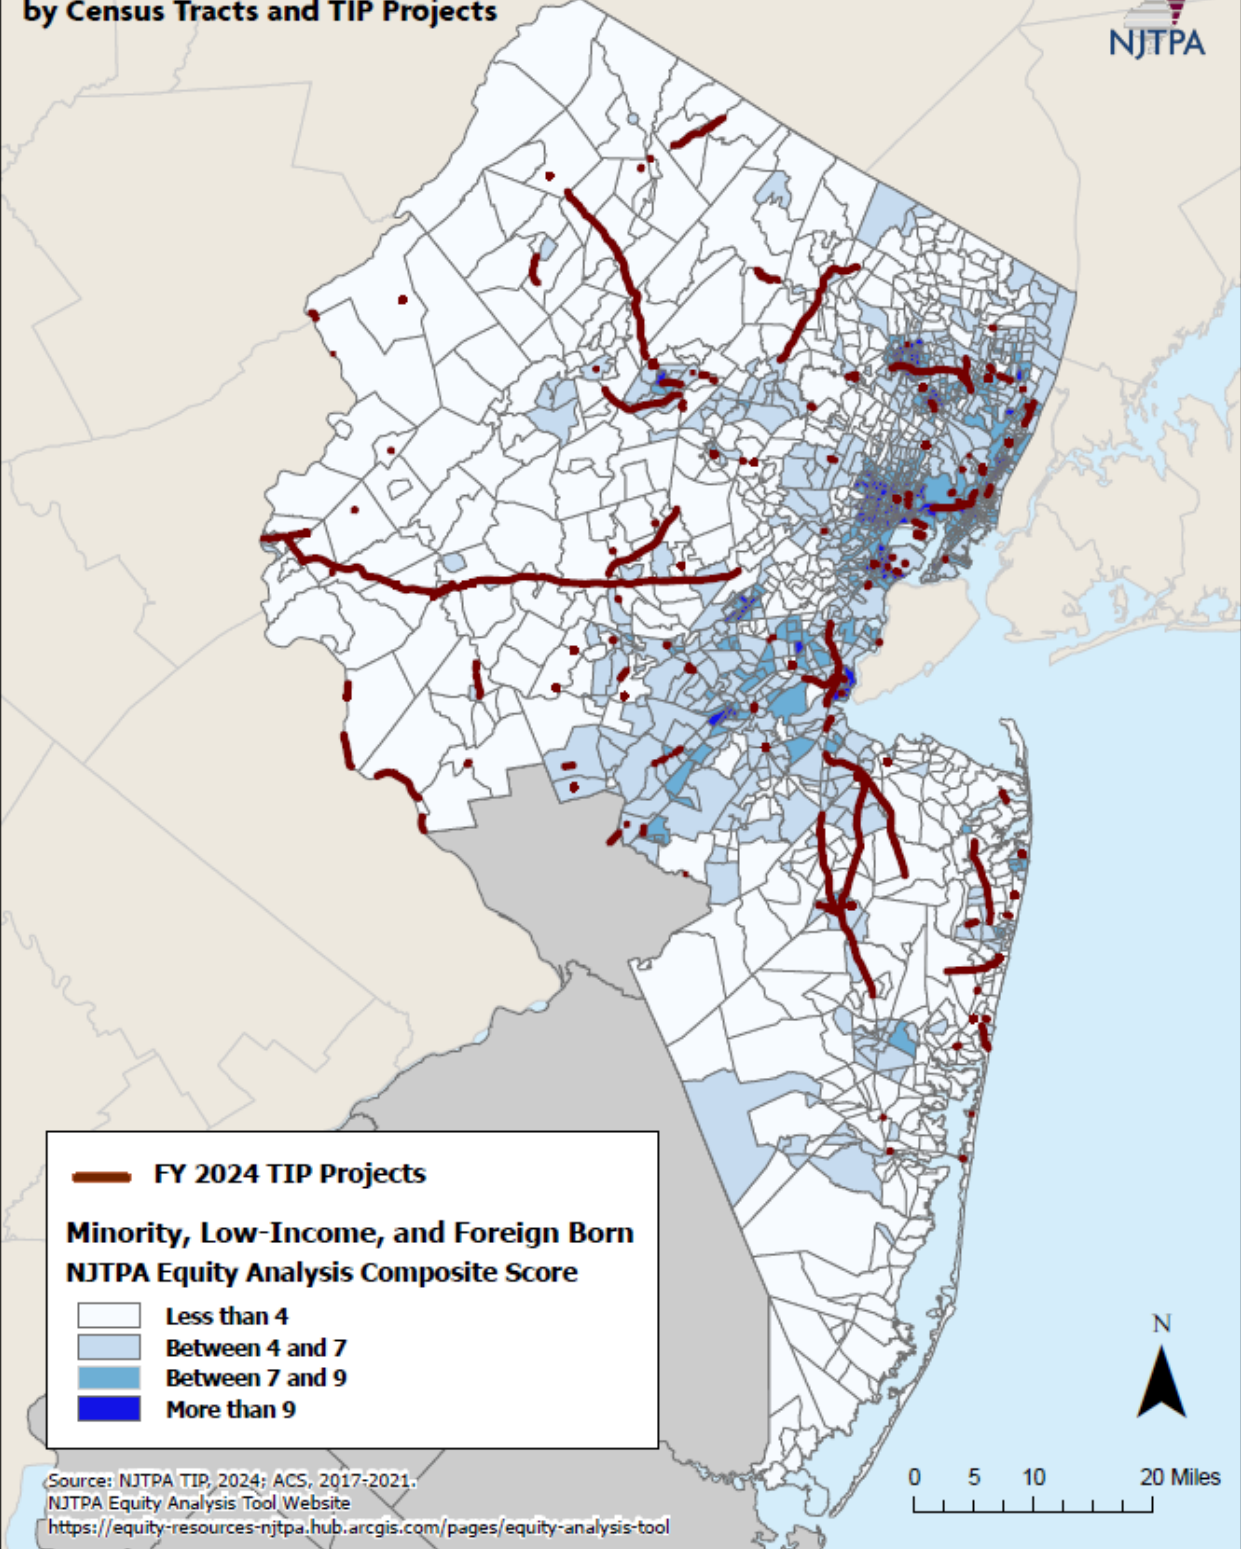 by Census Tracts and TIP Projects
NJTPA
FY 2024 TIP Projects
Minority, Low-Income, and Foreign Born
NJTPA Equity Analysis Composite Score
Less than 4
Between 4 and 7
Between 7 and 9
More than 9
N
0 5 10 20 Miles
Source: NJTPA TIP, 2024; ACS, 2017-2021.
NJTPA Equity Analysis Tool Website
https://equity-resources-njtpa.hub.arcgis.com/pages/equity-analysis-tool